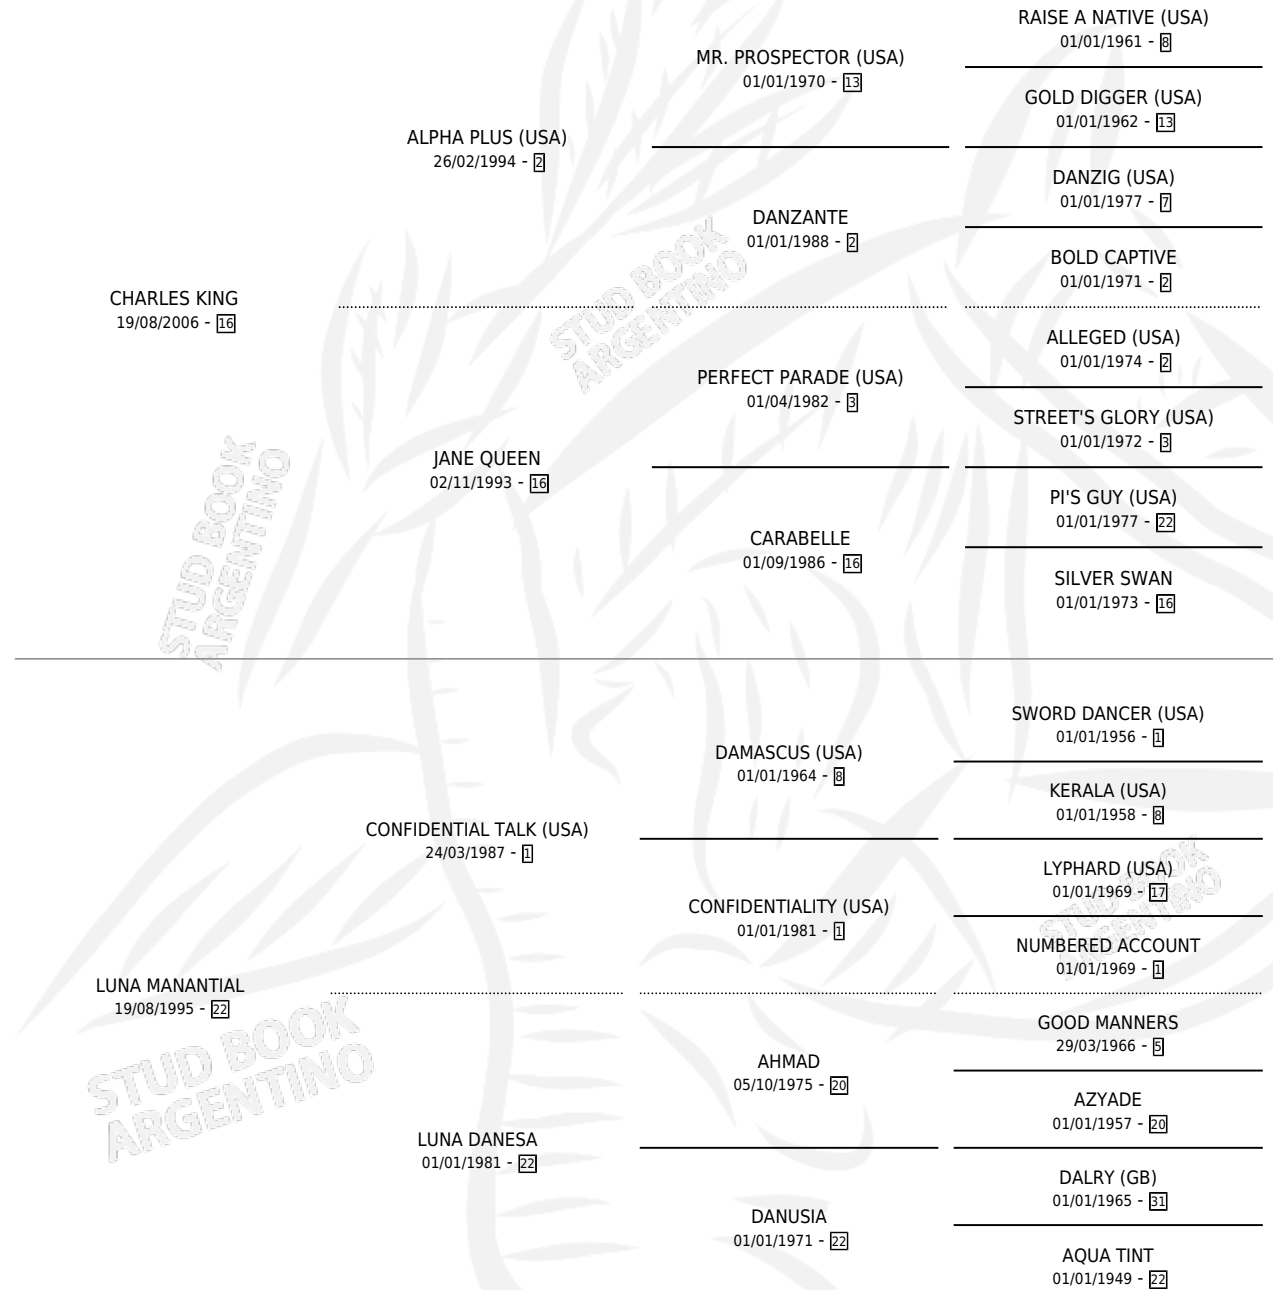 RAISE A NATIVE (USA)
01/01/1961 - 8
MR. PROSPECTOR (USA)
01/01/1970 - 13
GOLD DIGGER (USA)
01/01/1962 - 13
ALPHA PLUS (USA)
26/02/1994 - 2
DANZIG (USA)
01/01/1977 - 7
DANZANTE
01/01/1988 - 2
BOLD CAPTIVE
01/01/1971 - 2
CHARLES KING
19/08/2006 - 16
STUD BOOK
ARGENTINO
ALLEGED (USA)
01/01/1974 - 2
PERFECT PARADE (USA)
01/04/1982 - 3
STREET'S GLORY (USA)
01/01/1972 - 3
JANE QUEEN
02/11/1993 - 16
PI'S GUY (USA)
01/01/1977 - 22
CARABELLE
01/09/1986 - 16
SILVER SWAN
01/01/1973 - 16
STUD BOOK
ARGENTINO
SWORD DANCER (USA)
01/01/1956 - 1
DAMASCUS (USA)
01/01/1964 - 8
KERALA (USA)
01/01/1958 - 8
CONFIDENTIAL TALK (USA)
24/03/1987 - 1
LYPHARD (USA)
01/01/1969 - 17
CONFIDENTIALITY (USA)
01/01/1981 - 1
NUMBERED ACCOUNT
01/01/1969 - 1
STUD BOOK
ARGENTINO
LUNA MANANTIAL
19/08/1995 - 22
GOOD MANNERS
29/03/1966 - 5
AHMAD
05/10/1975 - 20
AZYADE
01/01/1957 - 20
STUD BOOK
ARGENTINO
LUNA DANESA
01/01/1981 - 22
DALRY (GB)
01/01/1965 - 31
DANUSIA
01/01/1971 - 22
AQUA TINT
01/01/1949 - 22